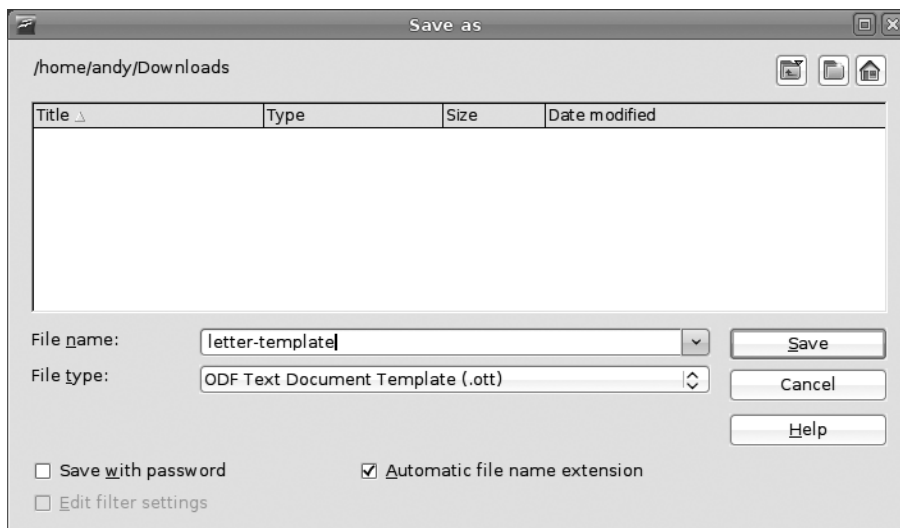 Save as
/home/andy/Downloads
Title Type Size Date modified
File name: letter-template Save
File type: ODF Text Document Template (.ott) Cancel
Help
Save with password Automatic file name extension
Edit filter settings